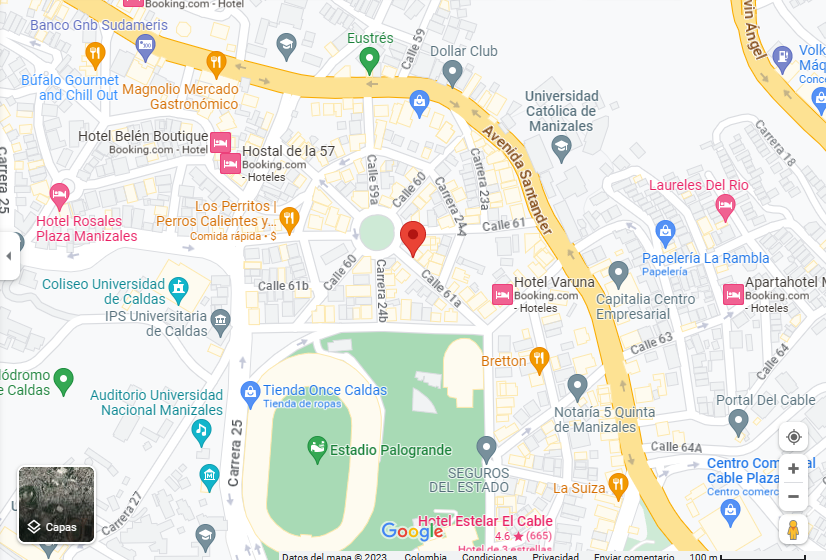 Booking.com - Hotel
Banco Gnb Sudameris
Eustrés
Calle 59
Dollar Club
vin Ángel
Volk
Máq
Conce
Búfalo Gourmet
and Chill Out
Magnolio Mercado
Gastronómico
Universidad
Católica de
Manizales
Avenida Santander
Carrera 18
Hotel Belén Boutique
Booking.com - Hotel
Hostal de la 57
Booking.com
- Hoteles
Carrera 25
Calle 59a
Calle 60
Carrera 24A
Carrera 23a
Hotel Rosales
Plaza Manizales
Los Perritos |
Perros Calientes y...
Comida rápida • $
Calle 61
Laureles Del Rio
Papelería La Rambla
Papelería
Coliseo Universidad
de Caldas
Calle 61b
Calle 60
Carrera 24b
Calle 61a
Hotel Varuna
Booking.com
- Hoteles
Capitalia Centro
Empresarial
Apartahotel M
Booking.com
- Hoteles
IPS Universitaria
de Caldas
Calle 63
Calle 64
Bretton
lódromo
e Caldas
Auditorio Universidad
Nacional Manizales
Tienda Once Caldas
Tienda de ropas
Notaría 5 Quinta
de Manizales
Portal Del Cable
Carrera 25
Estadio Palogrande
Calle 64A
SEGUROS
DEL ESTADO
La Suiza
Centro Comercial
Cable Plaza
Centro comerc
Carrera 27
Capas
Google
Hotel Estelar El Cable
4.6 ★ (665)
Hotel de 3 estrellas
Datos del mapa © 2023 Colombia Condiciones Privacidad Enviar comentario 100 m